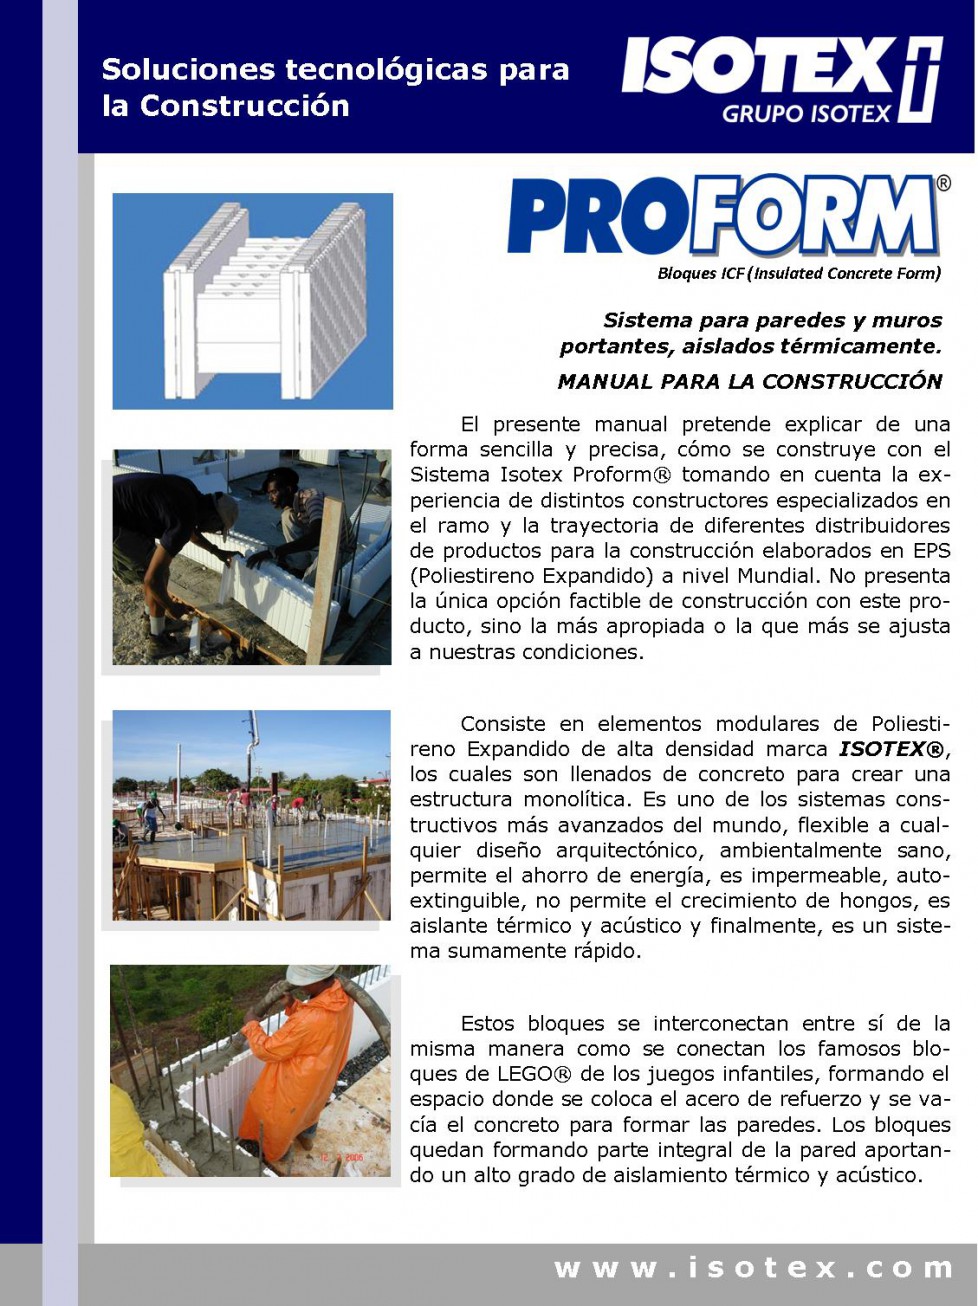 Soluciones tecnológicas para
la Construcción
ISOTEX
GRUPO ISOTEX
PROFORM®
Bloques ICF (Insulated Concrete Form)
Sistema para paredes y muros
portantes, aislados térmicamente.
MANUAL PARA LA CONSTRUCCIÓN
El presente manual pretende explicar de una
forma sencilla y precisa, cómo se construye con el
Sistema Isotex Proform® tomando en cuenta la ex-
periencia de distintos constructores especializados en
el ramo y la trayectoria de diferentes distribuidores
de productos para la construcción elaborados en EPS
(Poliestireno Expandido) a nivel Mundial. No presenta
la única opción factible de construcción con este pro-
ducto, sino la más apropiada o la que más se ajusta
a nuestras condiciones.
Consiste en elementos modulares de Poliesti-
reno Expandido de alta densidad marca ISOTEX®,
los cuales son llenados de concreto para crear una
estructura monolítica. Es uno de los sistemas cons-
tructivos más avanzados del mundo, flexible a cual-
quier diseño arquitectónico, ambientalmente sano,
permite el ahorro de energía, es impermeable, auto-
extinguible, no permite el crecimiento de hongos, es
aislante térmico y acústico y finalmente, es un siste-
ma sumamente rápido.
Estos bloques se interconectan entre sí de la
misma manera como se conectan los famosos blo-
ques de LEGO® de los juegos infantiles, formando el
espacio donde se coloca el acero de refuerzo y se va-
cía el concreto para formar las paredes. Los bloques
quedan formando parte integral de la pared aportan-
do un alto grado de aislamiento térmico y acústico.
www.isotex.com